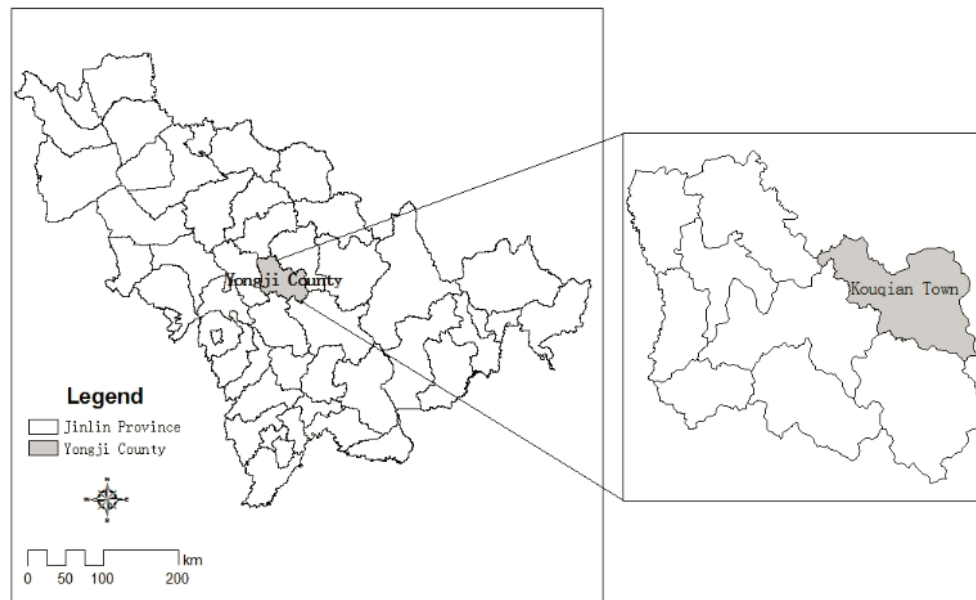 Yongji County
Kouqian Town
Legend
Jinlin Province
Yongji County
N
W E
S
km
0 50 100 200